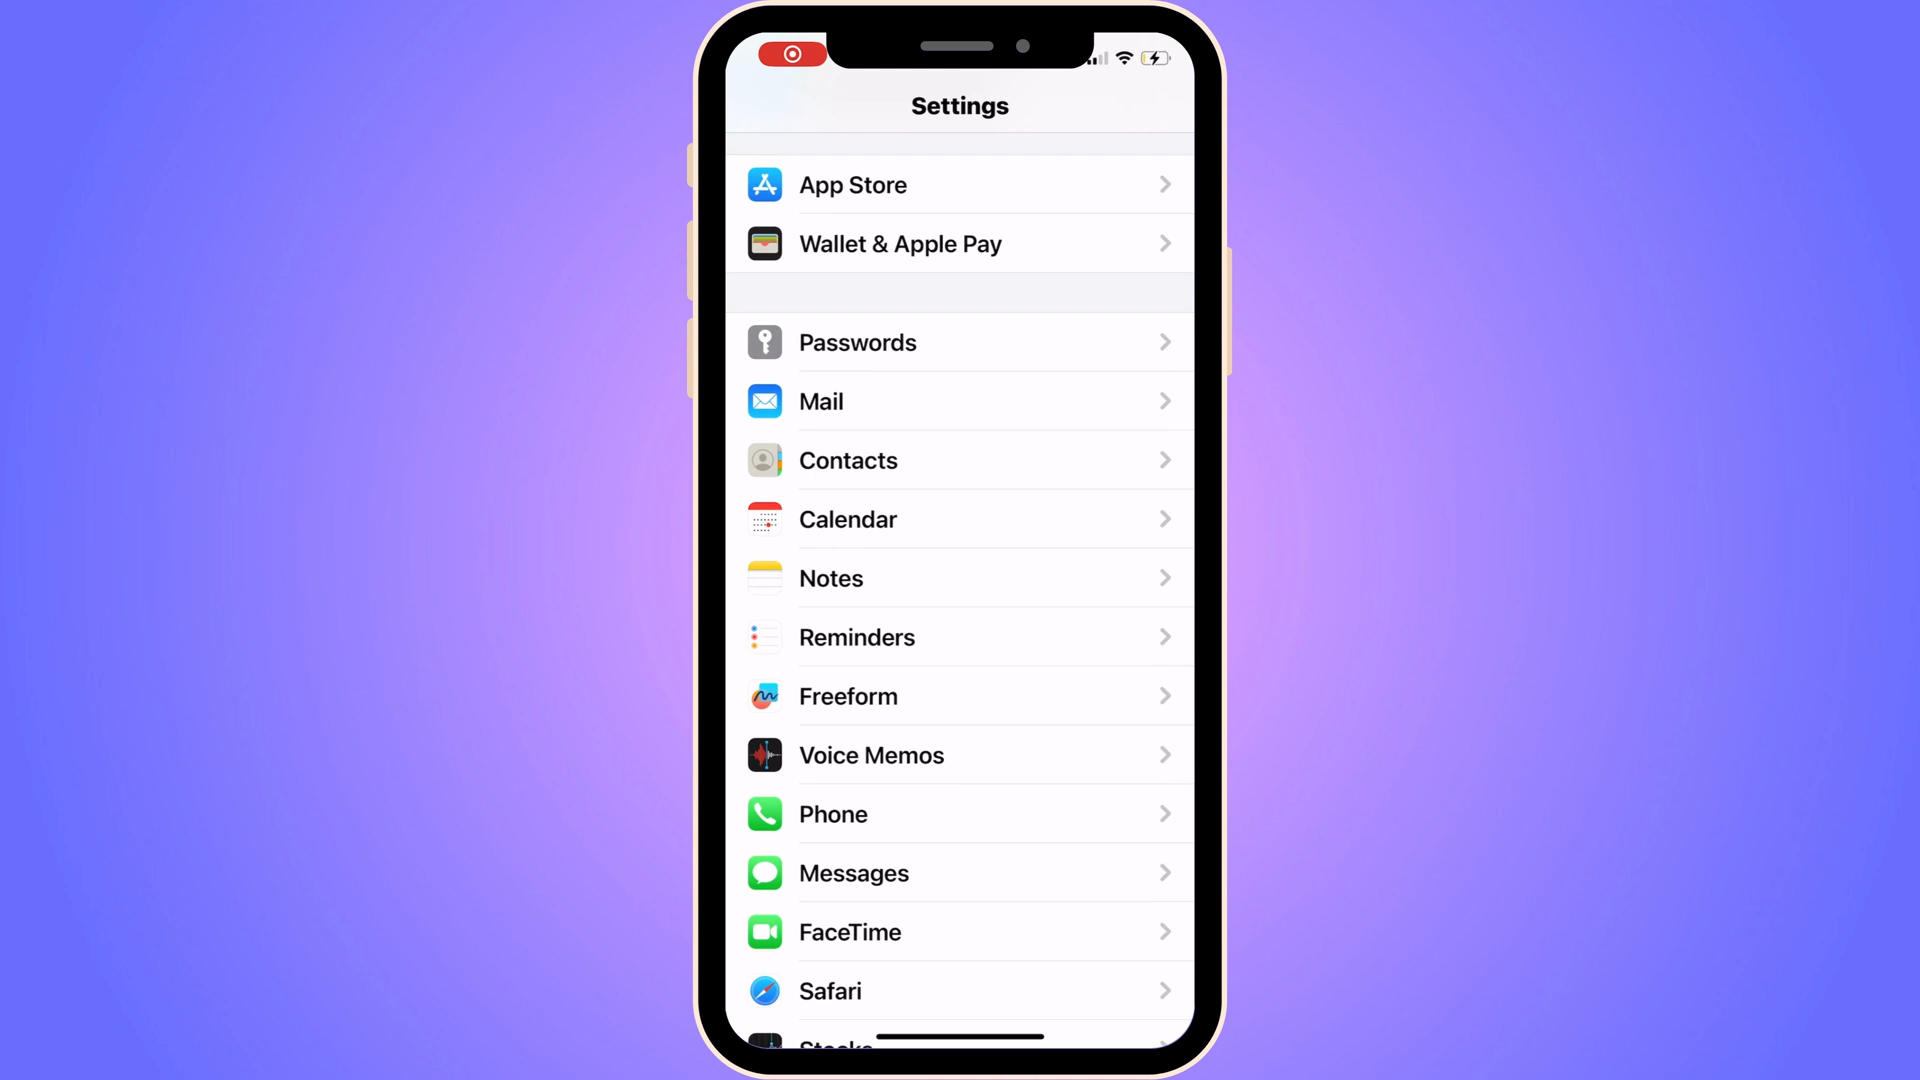 Settings
App Store
Wallet & Apple Pay
Passwords
Mail
Contacts
Calendar
Notes
Reminders
Freeform
Voice Memos
Phone
Messages
FaceTime
Safari
Stocks